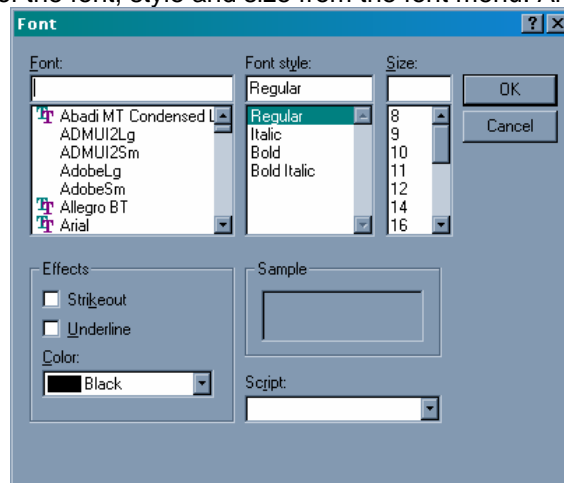 of the font, style and size from the font menu. Ar
Font
Font: Font style: Size:
Regular OK
Abadi MT Condensed L Regular 8 Cancel
ADMUI2Lg Italic 9
ADMUI2Sm Bold 10
AdobeLg Bold Italic 11
AdobeSm 12
Allegro BT 14
Arial 16
Effects Sample
Strikeout
Underline
Color:
Black
Script: